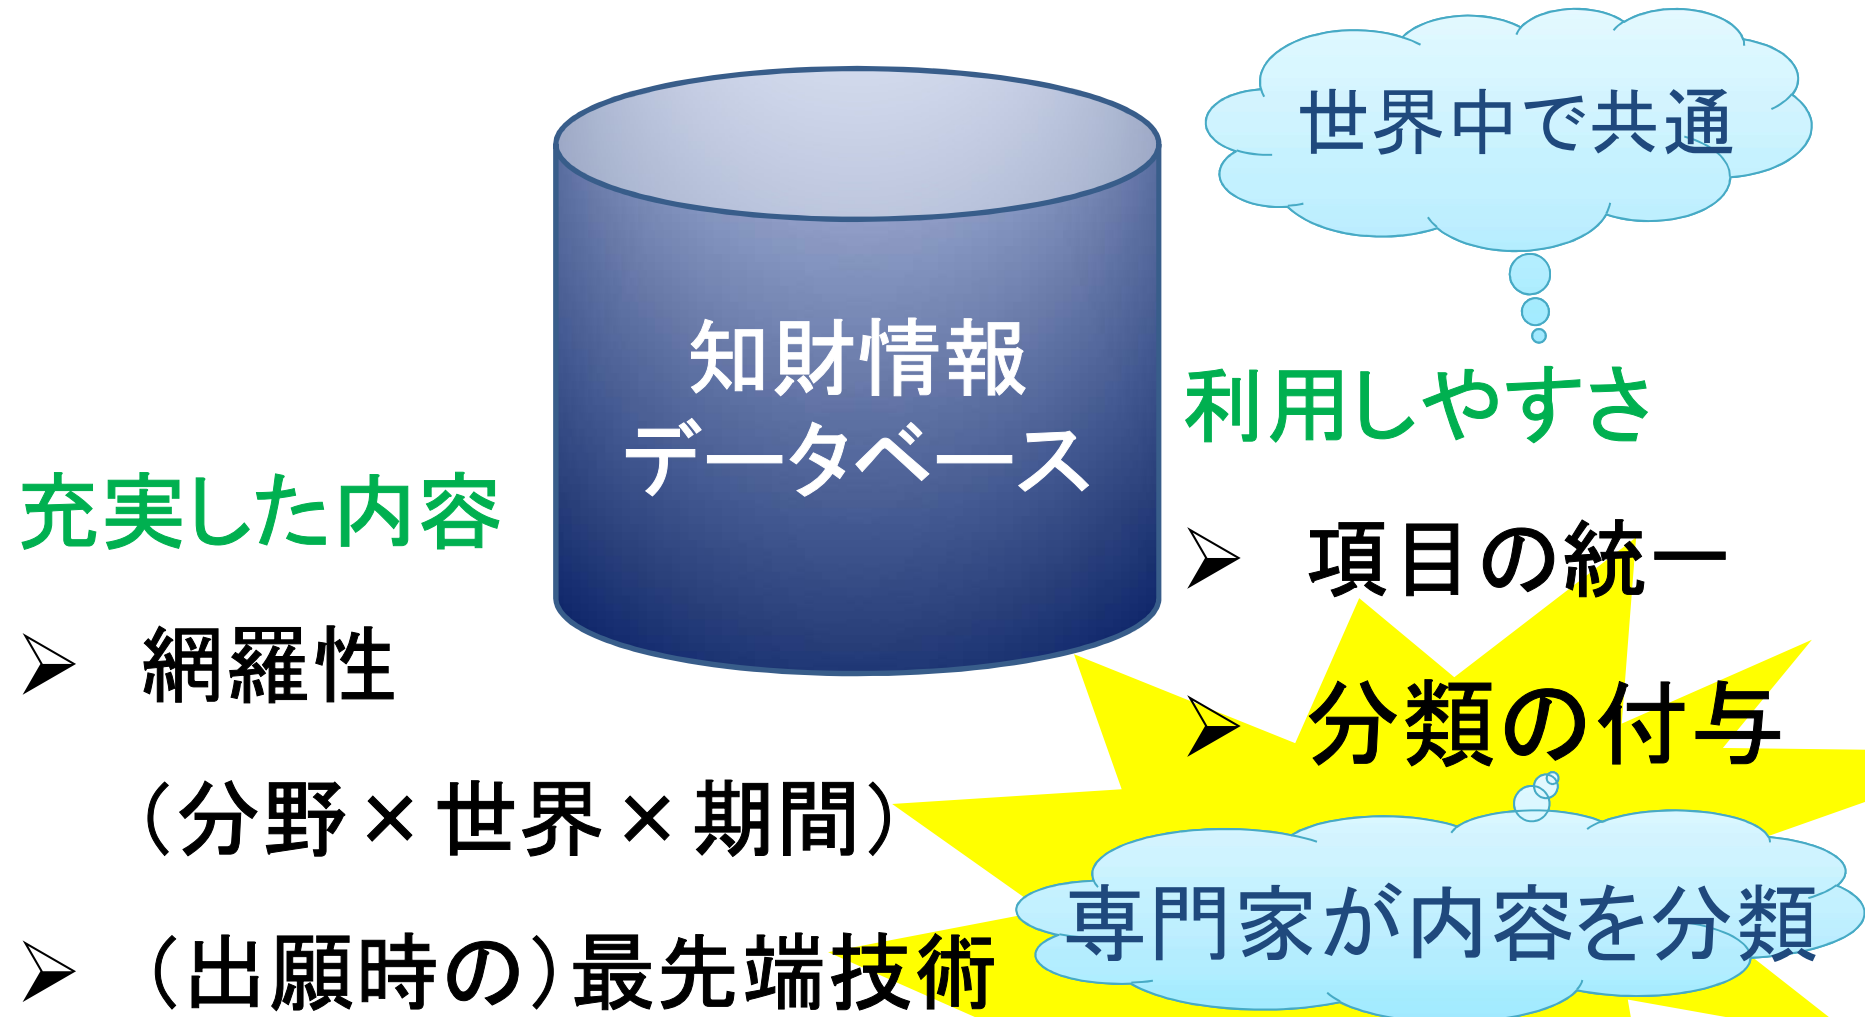 世界中で共通
知財情報
データベース
利用しやすさ
➢ 項目の統一
➢ 分類の付与
専門家が内容を分類
充実した内容
➢ 網羅性
（分野×世界×期間）
➢ （出願時の）最先端技術